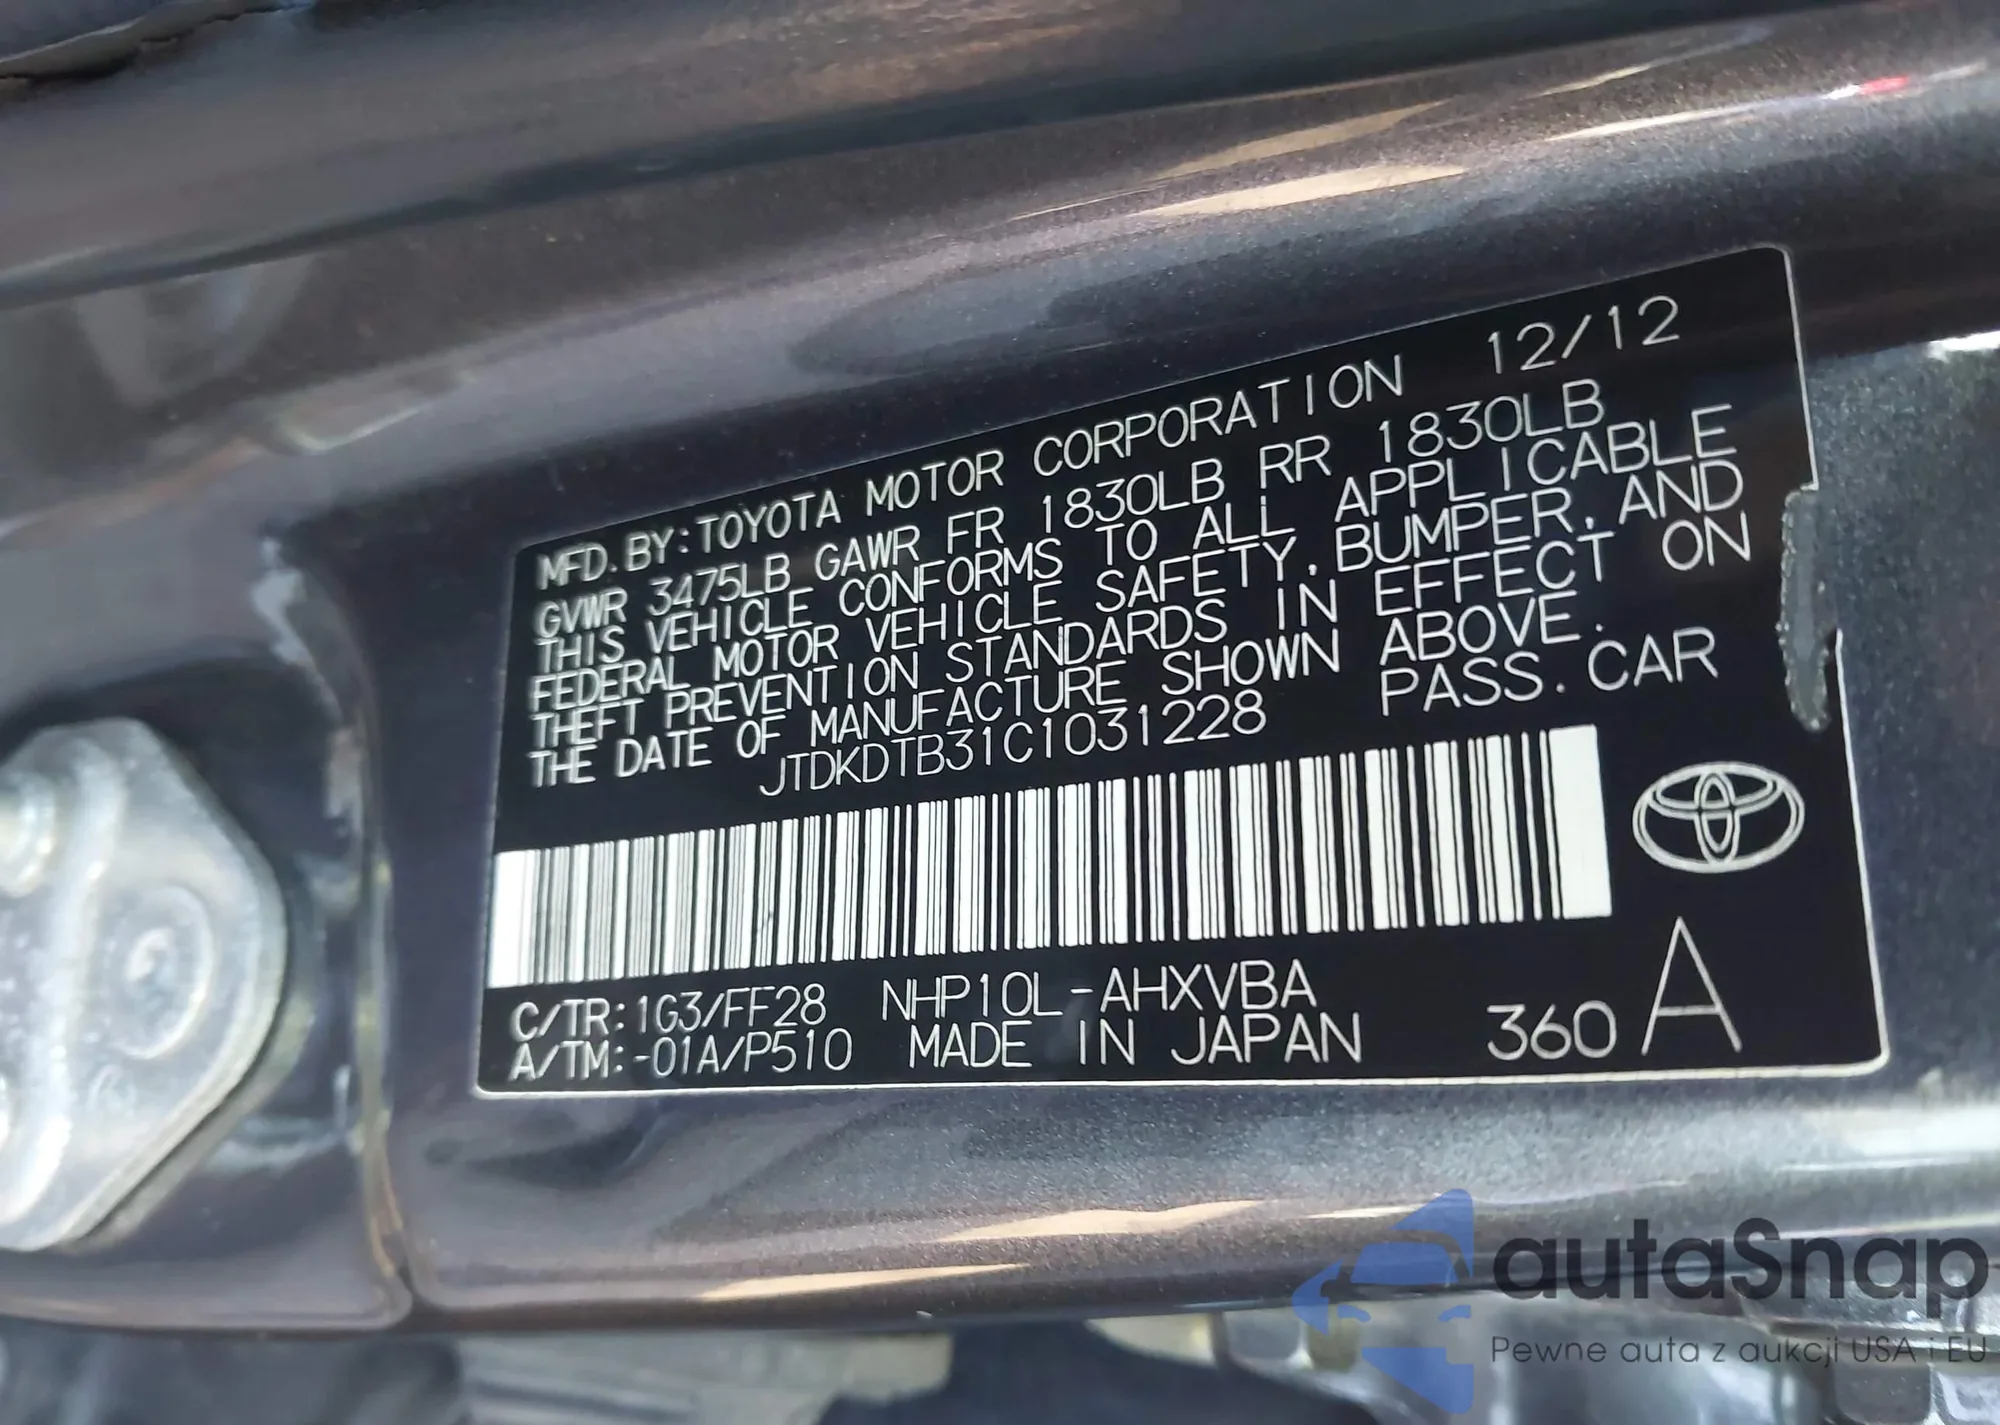 MFD. BY: TOYOTA MOTOR CORPORATION 12/12
GVWR 3475LB GAWR FR 1830LB RR 1830LB
THIS VEHICLE CONFORMS TO ALL APPLICABLE
FEDERAL MOTOR VEHICLE SAFETY, BUMPER, AND
THEFT PREVENTION STANDARDS IN EFFECT ON
THE DATE OF MANUFACTURE SHOWN ABOVE.
JTDKDTB31C1031228 PASS. CAR
C/TR: 1G3/FF28 NHP10L-AHXVBA
A/TM: -01A/P510 MADE IN JAPAN 360 A
autaSnap
Pewne auta z aukcji USA i EU